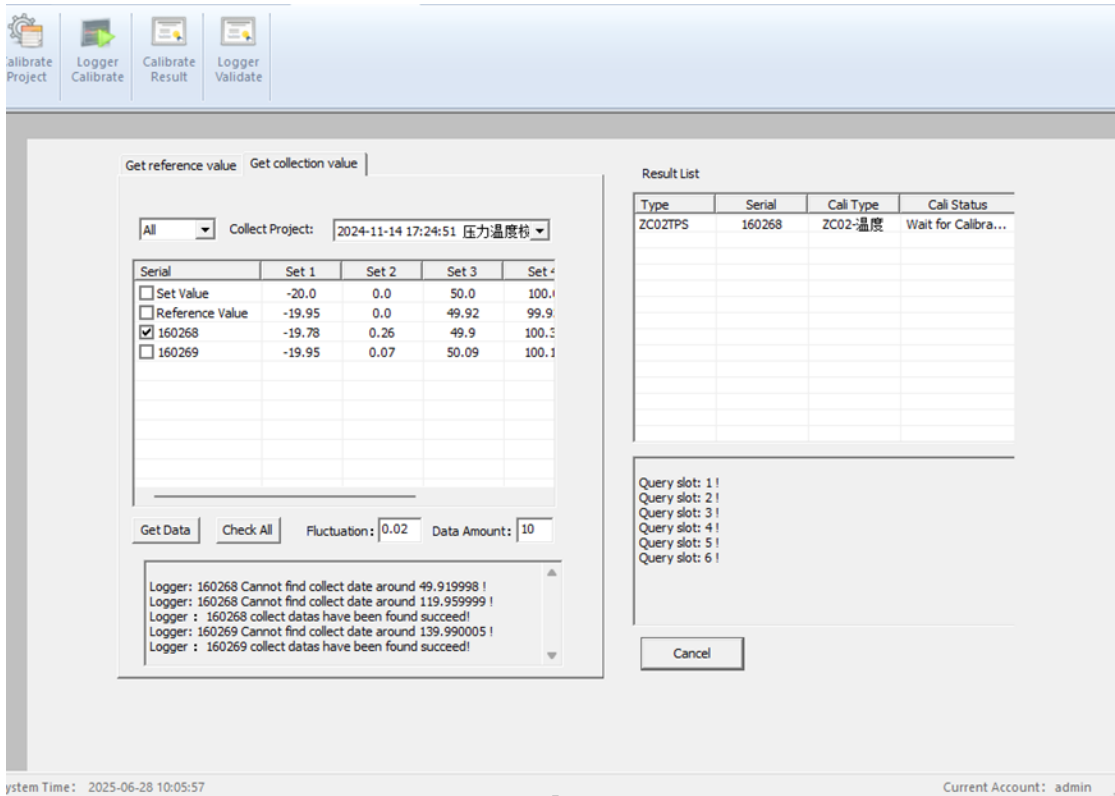 alibrate Project
Logger Calibrate
Calibrate Result
Logger Validate
Get reference value
Get collection value
All
Collect Project:
2024-11-14 17:24:51 压力温度校
Serial Set 1 Set 2 Set 3 Set 4
Set Value -20.0 0.0 50.0 100.
Reference Value -19.95 0.0 49.92 99.9
160268 -19.78 0.26 49.9 100.3
160269 -19.95 0.07 50.09 100.1
Get Data
Check All
Fluctuation: 0.02
Data Amount: 10
Logger: 160268 Cannot find collect date around 49.919998 !
Logger: 160268 Cannot find collect date around 119.959999 !
Logger : 160268 collect datas have been found succeed!
Logger: 160269 Cannot find collect date around 139.990005 !
Logger : 160269 collect datas have been found succeed!
Result List
Type Serial Cali Type Cali Status
ZC02TPS 160268 ZC02-温度 Wait for Calibra...
Query slot: 1 !
Query slot: 2 !
Query slot: 3 !
Query slot: 4 !
Query slot: 5 !
Query slot: 6 !
Cancel
ystem Time: 2025-06-28 10:05:57
Current Account: admin